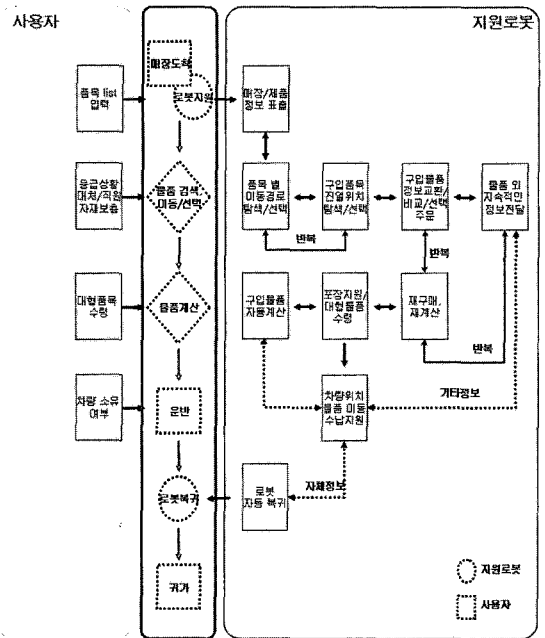 사용자
지원로봇
매장도착
로봇지원
품목 list
입력
매장/제품
정보 표출
응급상황
대처/직원
자재보충
물품 검색
이동/선택
품목 별
이동경로
탐색/선택
구입품목
진열위치
탐색/선택
구입물품
정보교환/
비교/선택
주문
물품 외
지속적인
정보전달
반복
반복
대형품목
수령
물품계산
구입물품
자율계산
포장지원/
대형물품
수령
재구매,
재계산
반복
차량 소유
여부
운반
차량위치
물품 이동
수납지원
기타정보
로봇복귀
로봇
자동 복귀
자체정보
귀가
지원로봇
사용자